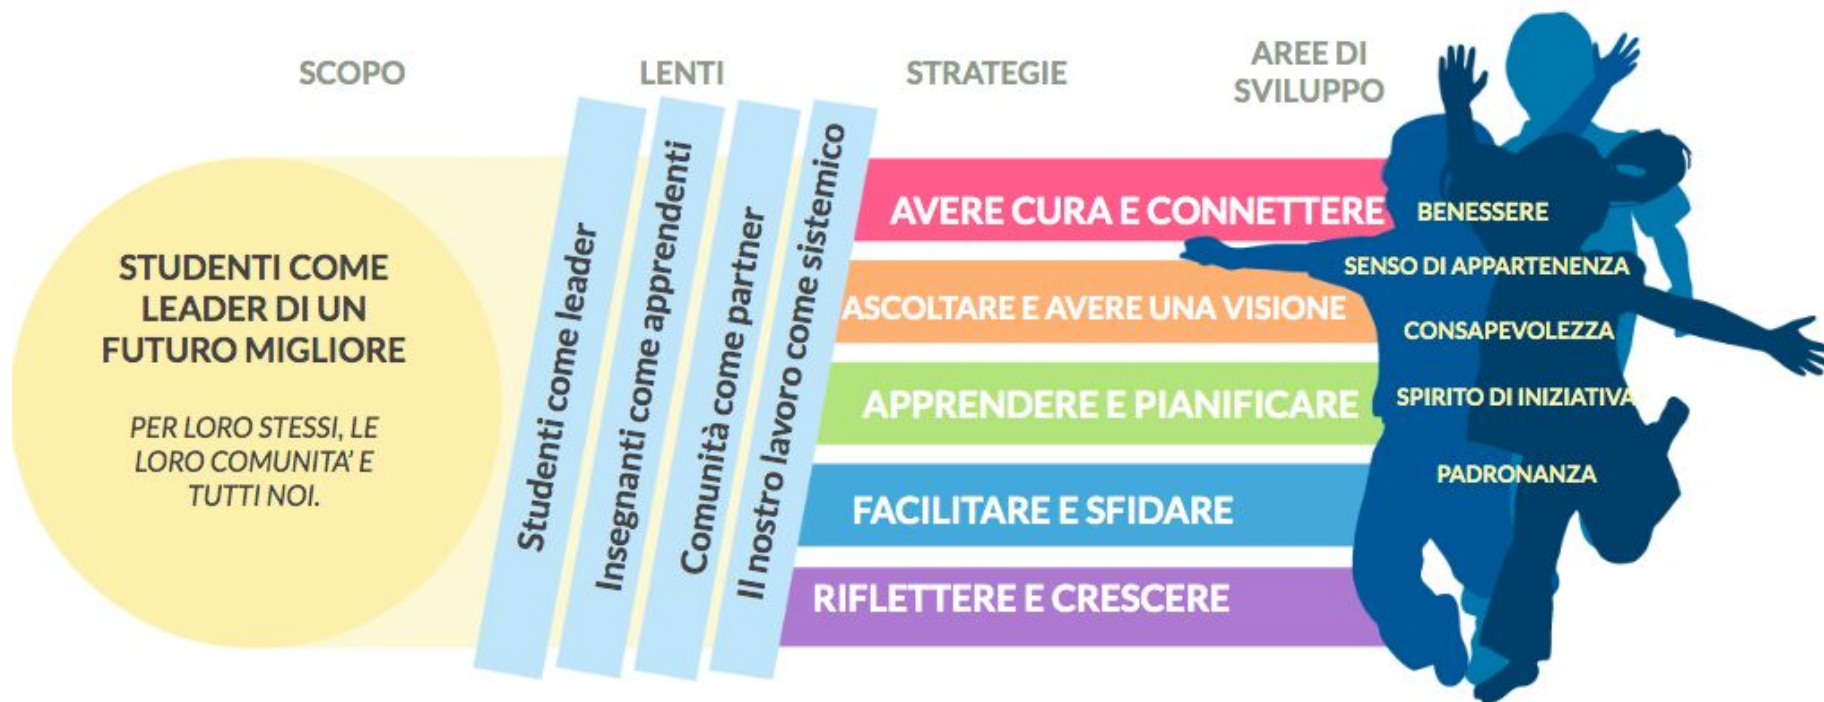 SCOPO
LENTI
STRATEGIE
AREE DI
SVILUPPO
STUDENTI COME
LEADER DI UN
FUTURO MIGLIORE
PER LORO STESSI, LE
LORO COMUNITA' E
TUTTI NOI.
Studenti come leader
Insegnanti come apprendenti
Comunità come partner
Il nostro lavoro come sistemico
AVERE CURA E CONNETTERE
ASCOLTARE E AVERE UNA VISIONE
APPRENDERE E PIANIFICARE
FACILITARE E SFIDARE
RIFLETTERE E CRESCERE
BENESSERE
SENSO DI APPARTENENZA
CONSAPEVOLEZZA
SPIRITO DI INIZIATIVA
PADRONANZA